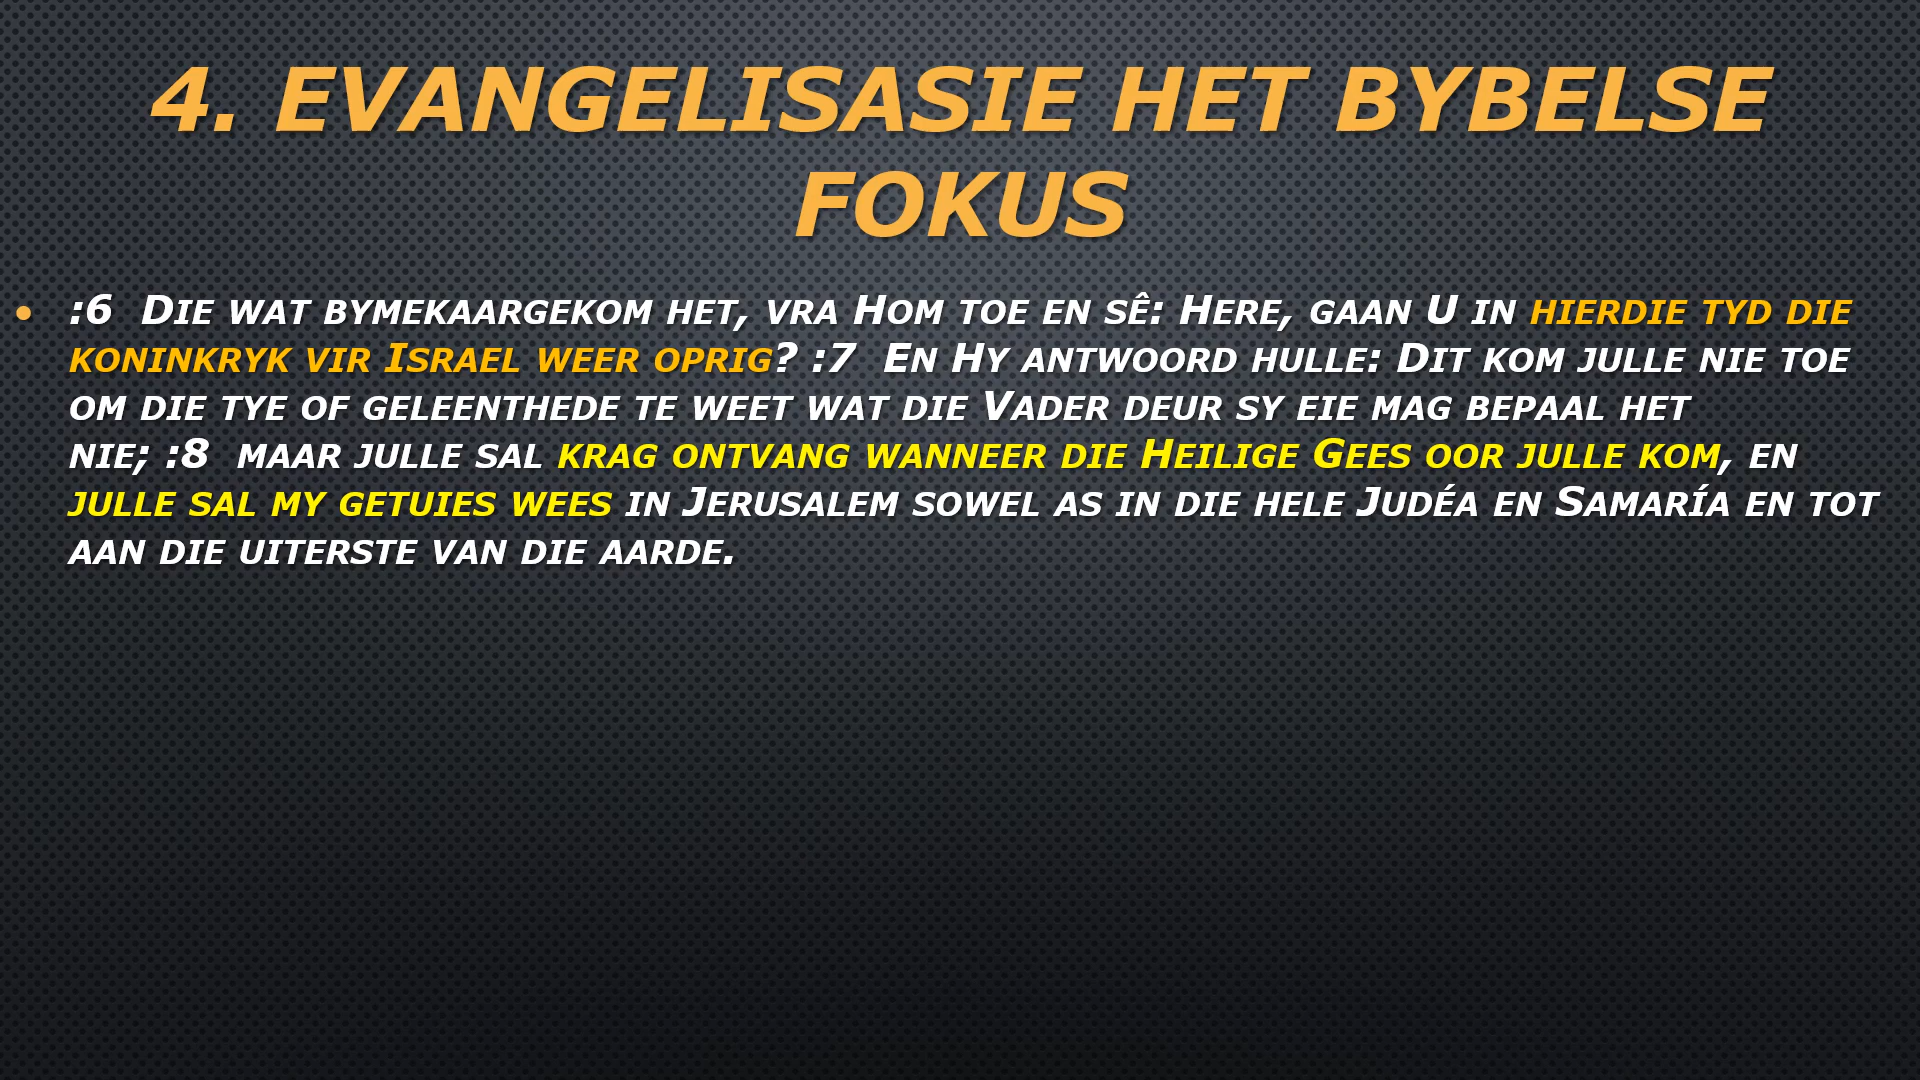 4. EVANGELISASIE HET BYBELSE
FOKUS
• :6  Die wat bymekaargekom het, vra Hom toe en sê: Here, gaan U in hierdie tyd die
koninkryk vir Israel weer oprig? :7  En Hy antwoord hulle: Dit kom julle nie toe
om die tye of geleenthede te weet wat die Vader deur sy eie mag bepaal het
nie; :8  maar julle sal krag ontvang wanneer die Heilige Gees oor julle kom, en
julle sal my getuies wees in Jerusalem sowel as in die hele Judéa en Samaría en tot
aan die uiterste van die aarde.